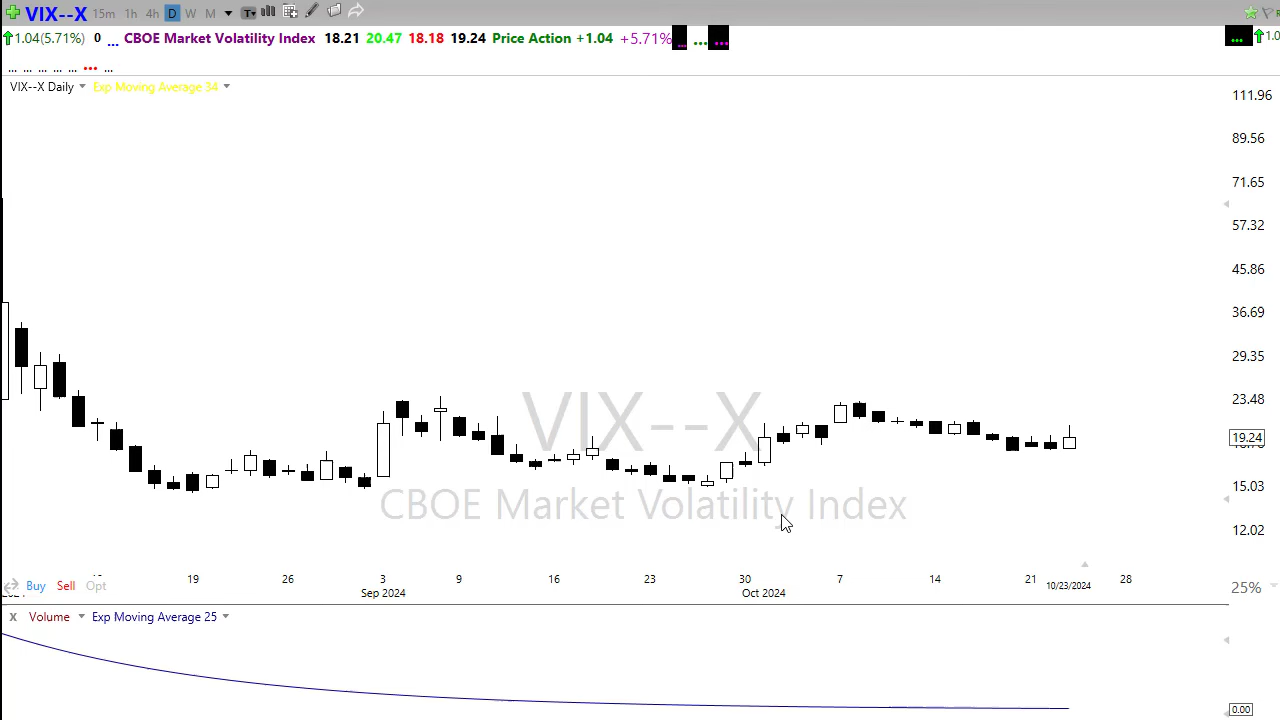 VIX--X 15m 1h 4h D W M T
1.04(5.71%) 0 ... CBOE Market Volatility Index 18.21 20.47 18.18 19.24 Price Action +1.04 +5.71% ... ... ... ... 1.0
... ... ... ... ... ... ...
VIX--X Daily Exp Moving Average 34
111.96
89.56
71.65
57.32
45.86
36.69
29.35
23.48
19.24
15.03
12.02
VIX--X
CBOE Market Volatility Index
19 26 3 9 16 23 30 7 14 21 10/23/2024 28
Sep 2024 Oct 2024
Buy Sell Opt 25%
X Volume Exp Moving Average 25
0.00